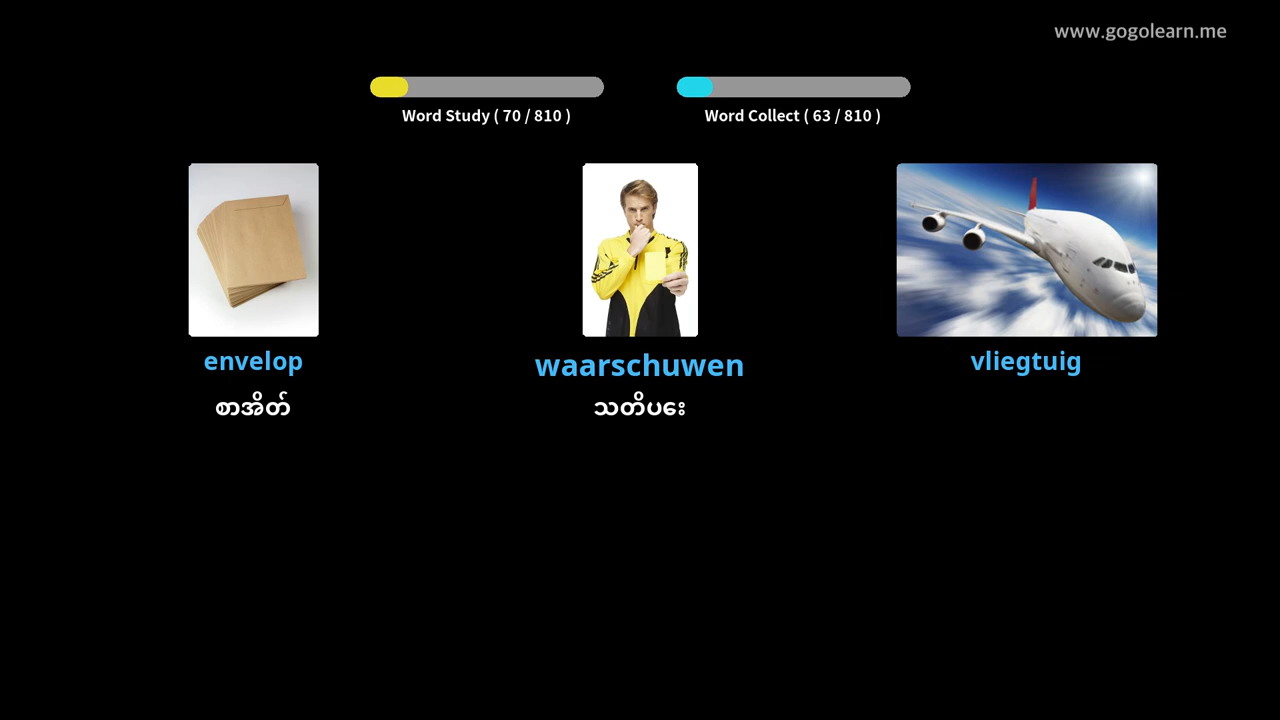 www.gogolearn.me
Word Study ( 70 / 810 )
Word Collect ( 63 / 810 )
envelop
waarschuwen
vliegtuig
စာအိတ်
သတိပေး